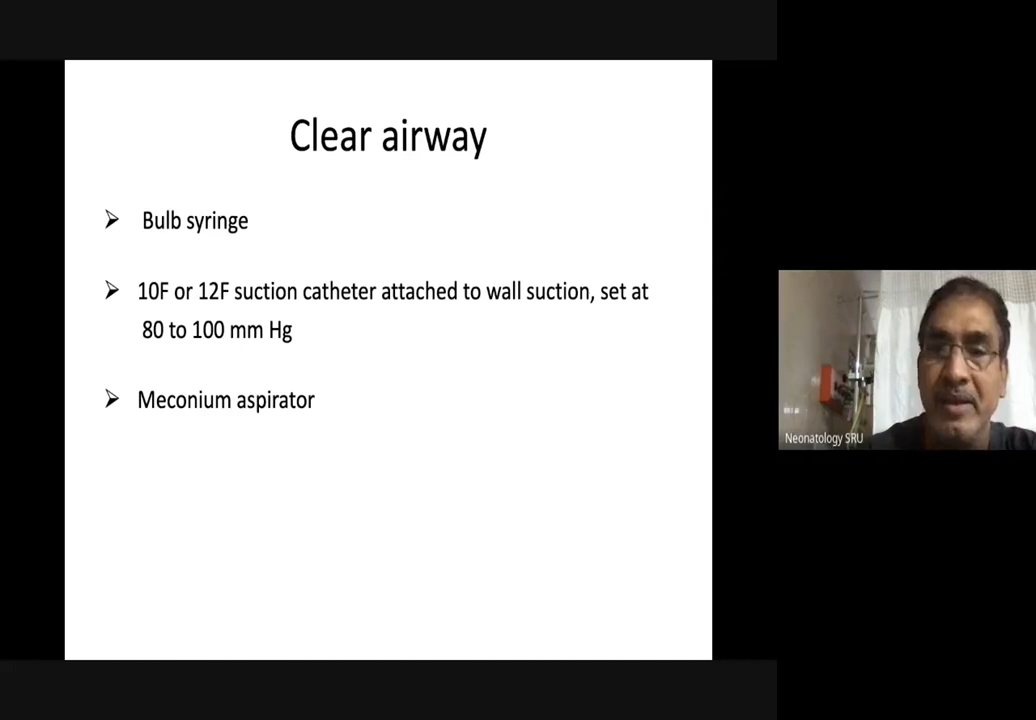 Clear airway
➢ Bulb syringe
➢ 10F or 12F suction catheter attached to wall suction, set at
80 to 100 mm Hg
➢ Meconium aspirator
Neonatology SRU